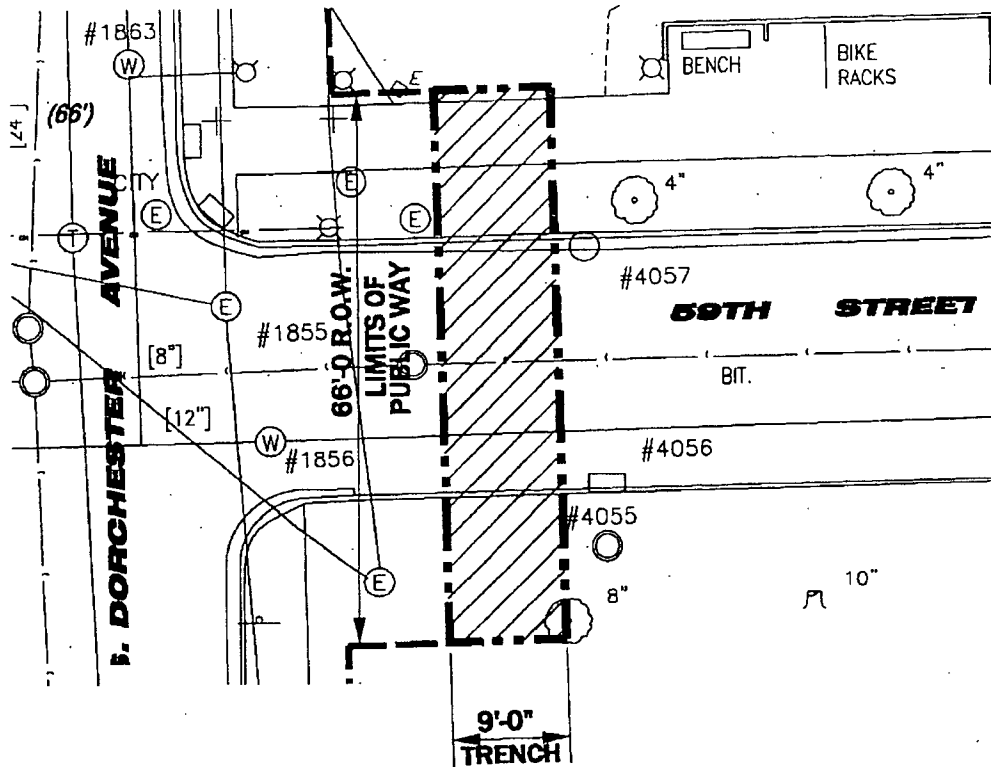 #1863
W
(66')
[24"]
E
BENCH
BIKE
RACKS
CITY
E
E
E
T
4"
4"
S. DORCHESTER AVENUE
E
#1855
66'-0 R.O.W.
LIMITS OF
PUBLIC WAY
#4057
59TH STREET
[8"]
BIT.
[12"]
W
#1856
#4056
#4055
E
8"
10"
9'-0"
TRENCH